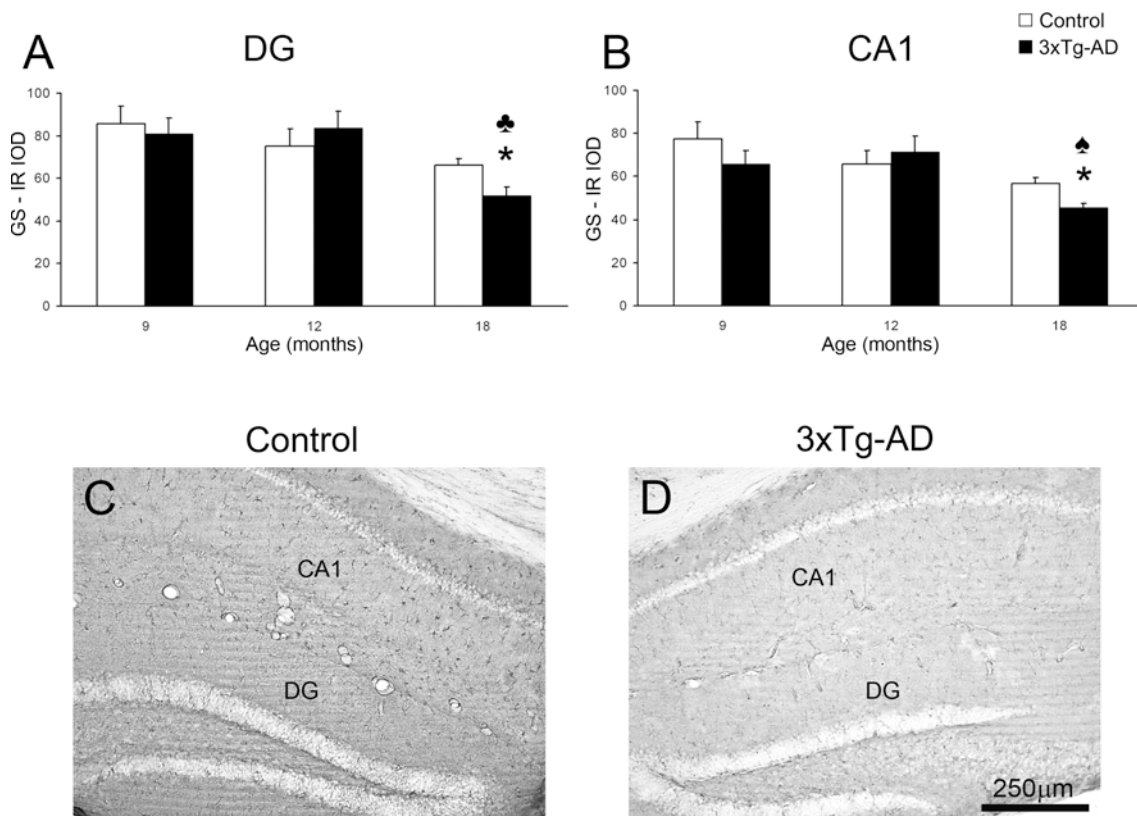 Control
3xTg-AD
A
DG
GS - IR IOD
100
80
60
40
20
0
9
12
18
Age (months)
♣
*
B
CA1
GS - IR IOD
100
80
60
40
20
0
9
12
18
Age (months)
♠
*
Control
C
CA1
DG
3xTg-AD
D
CA1
DG
250µm